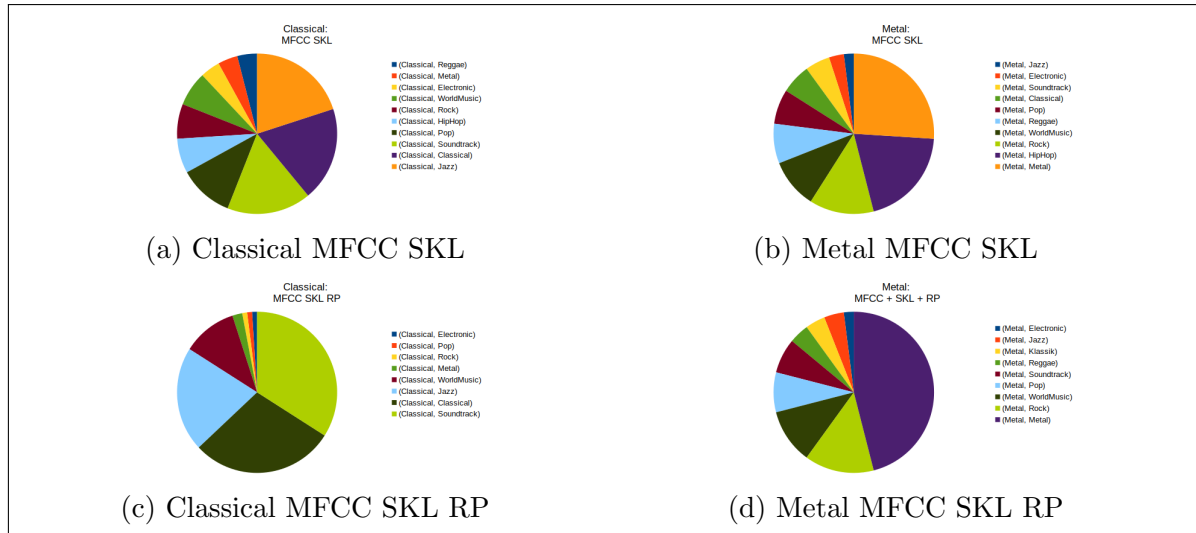 Classical:
MFCC SKL
(Classical, Reggae)
(Classical, Metal)
(Classical, Electronic)
(Classical, WorldMusic)
(Classical, Rock)
(Classical, HipHop)
(Classical, Pop)
(Classical, Soundtrack)
(Classical, Classical)
(Classical, Jazz)
(a) Classical MFCC SKL
Metal:
MFCC SKL
(Metal, Jazz)
(Metal, Electronic)
(Metal, Soundtrack)
(Metal, Classical)
(Metal, Pop)
(Metal, Reggae)
(Metal, WorldMusic)
(Metal, Rock)
(Metal, HipHop)
(Metal, Metal)
(b) Metal MFCC SKL
Classical:
MFCC SKL RP
(Classical, Electronic)
(Classical, Pop)
(Classical, Rock)
(Classical, Metal)
(Classical, WorldMusic)
(Classical, Jazz)
(Classical, Classical)
(Classical, Soundtrack)
(c) Classical MFCC SKL RP
Metal:
MFCC + SKL + RP
(Metal, Electronic)
(Metal, Jazz)
(Metal, Klassik)
(Metal, Reggae)
(Metal, Soundtrack)
(Metal, Pop)
(Metal, WorldMusic)
(Metal, Rock)
(Metal, Metal)
(d) Metal MFCC SKL RP